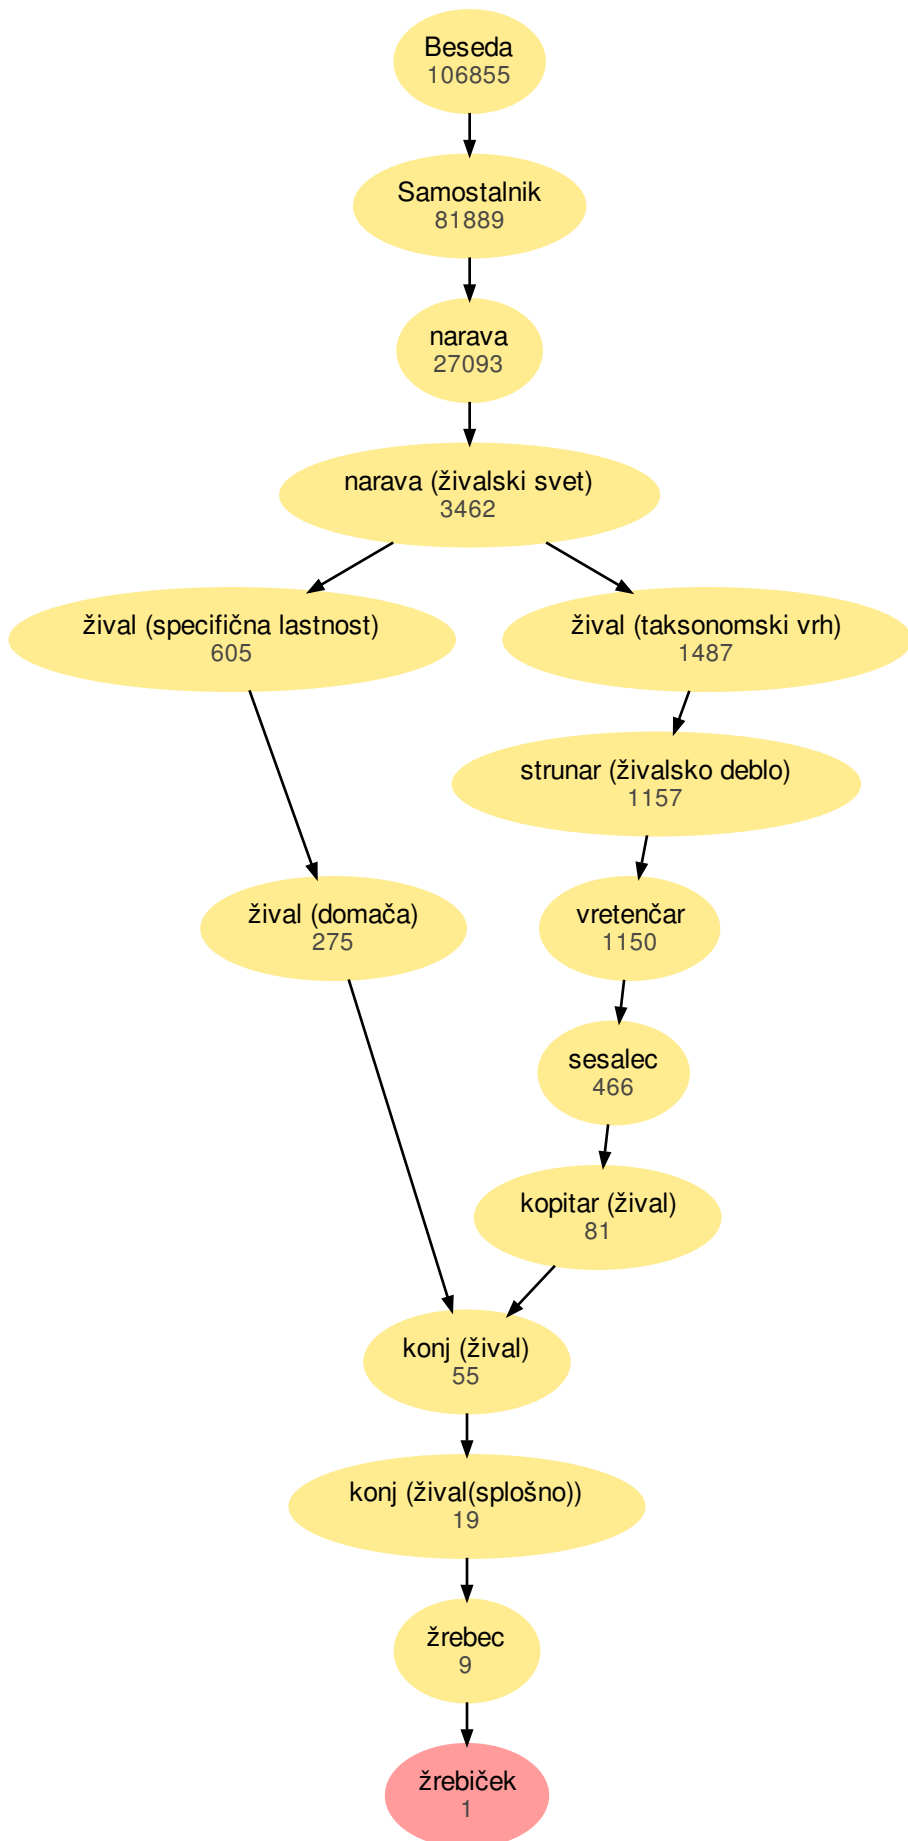 Beseda
106855
Samostalnik
81889
narava
27093
narava (živalski svet)
3462
žival (specifična lastnost)
605
žival (taksonomski vrh)
1487
strunar (živalsko deblo)
1157
žival (domača)
275
vretenčar
1150
sesalec
466
kopitar (žival)
81
konj (žival)
55
konj (žival(splošno))
19
žrebec
9
žrebiček
1